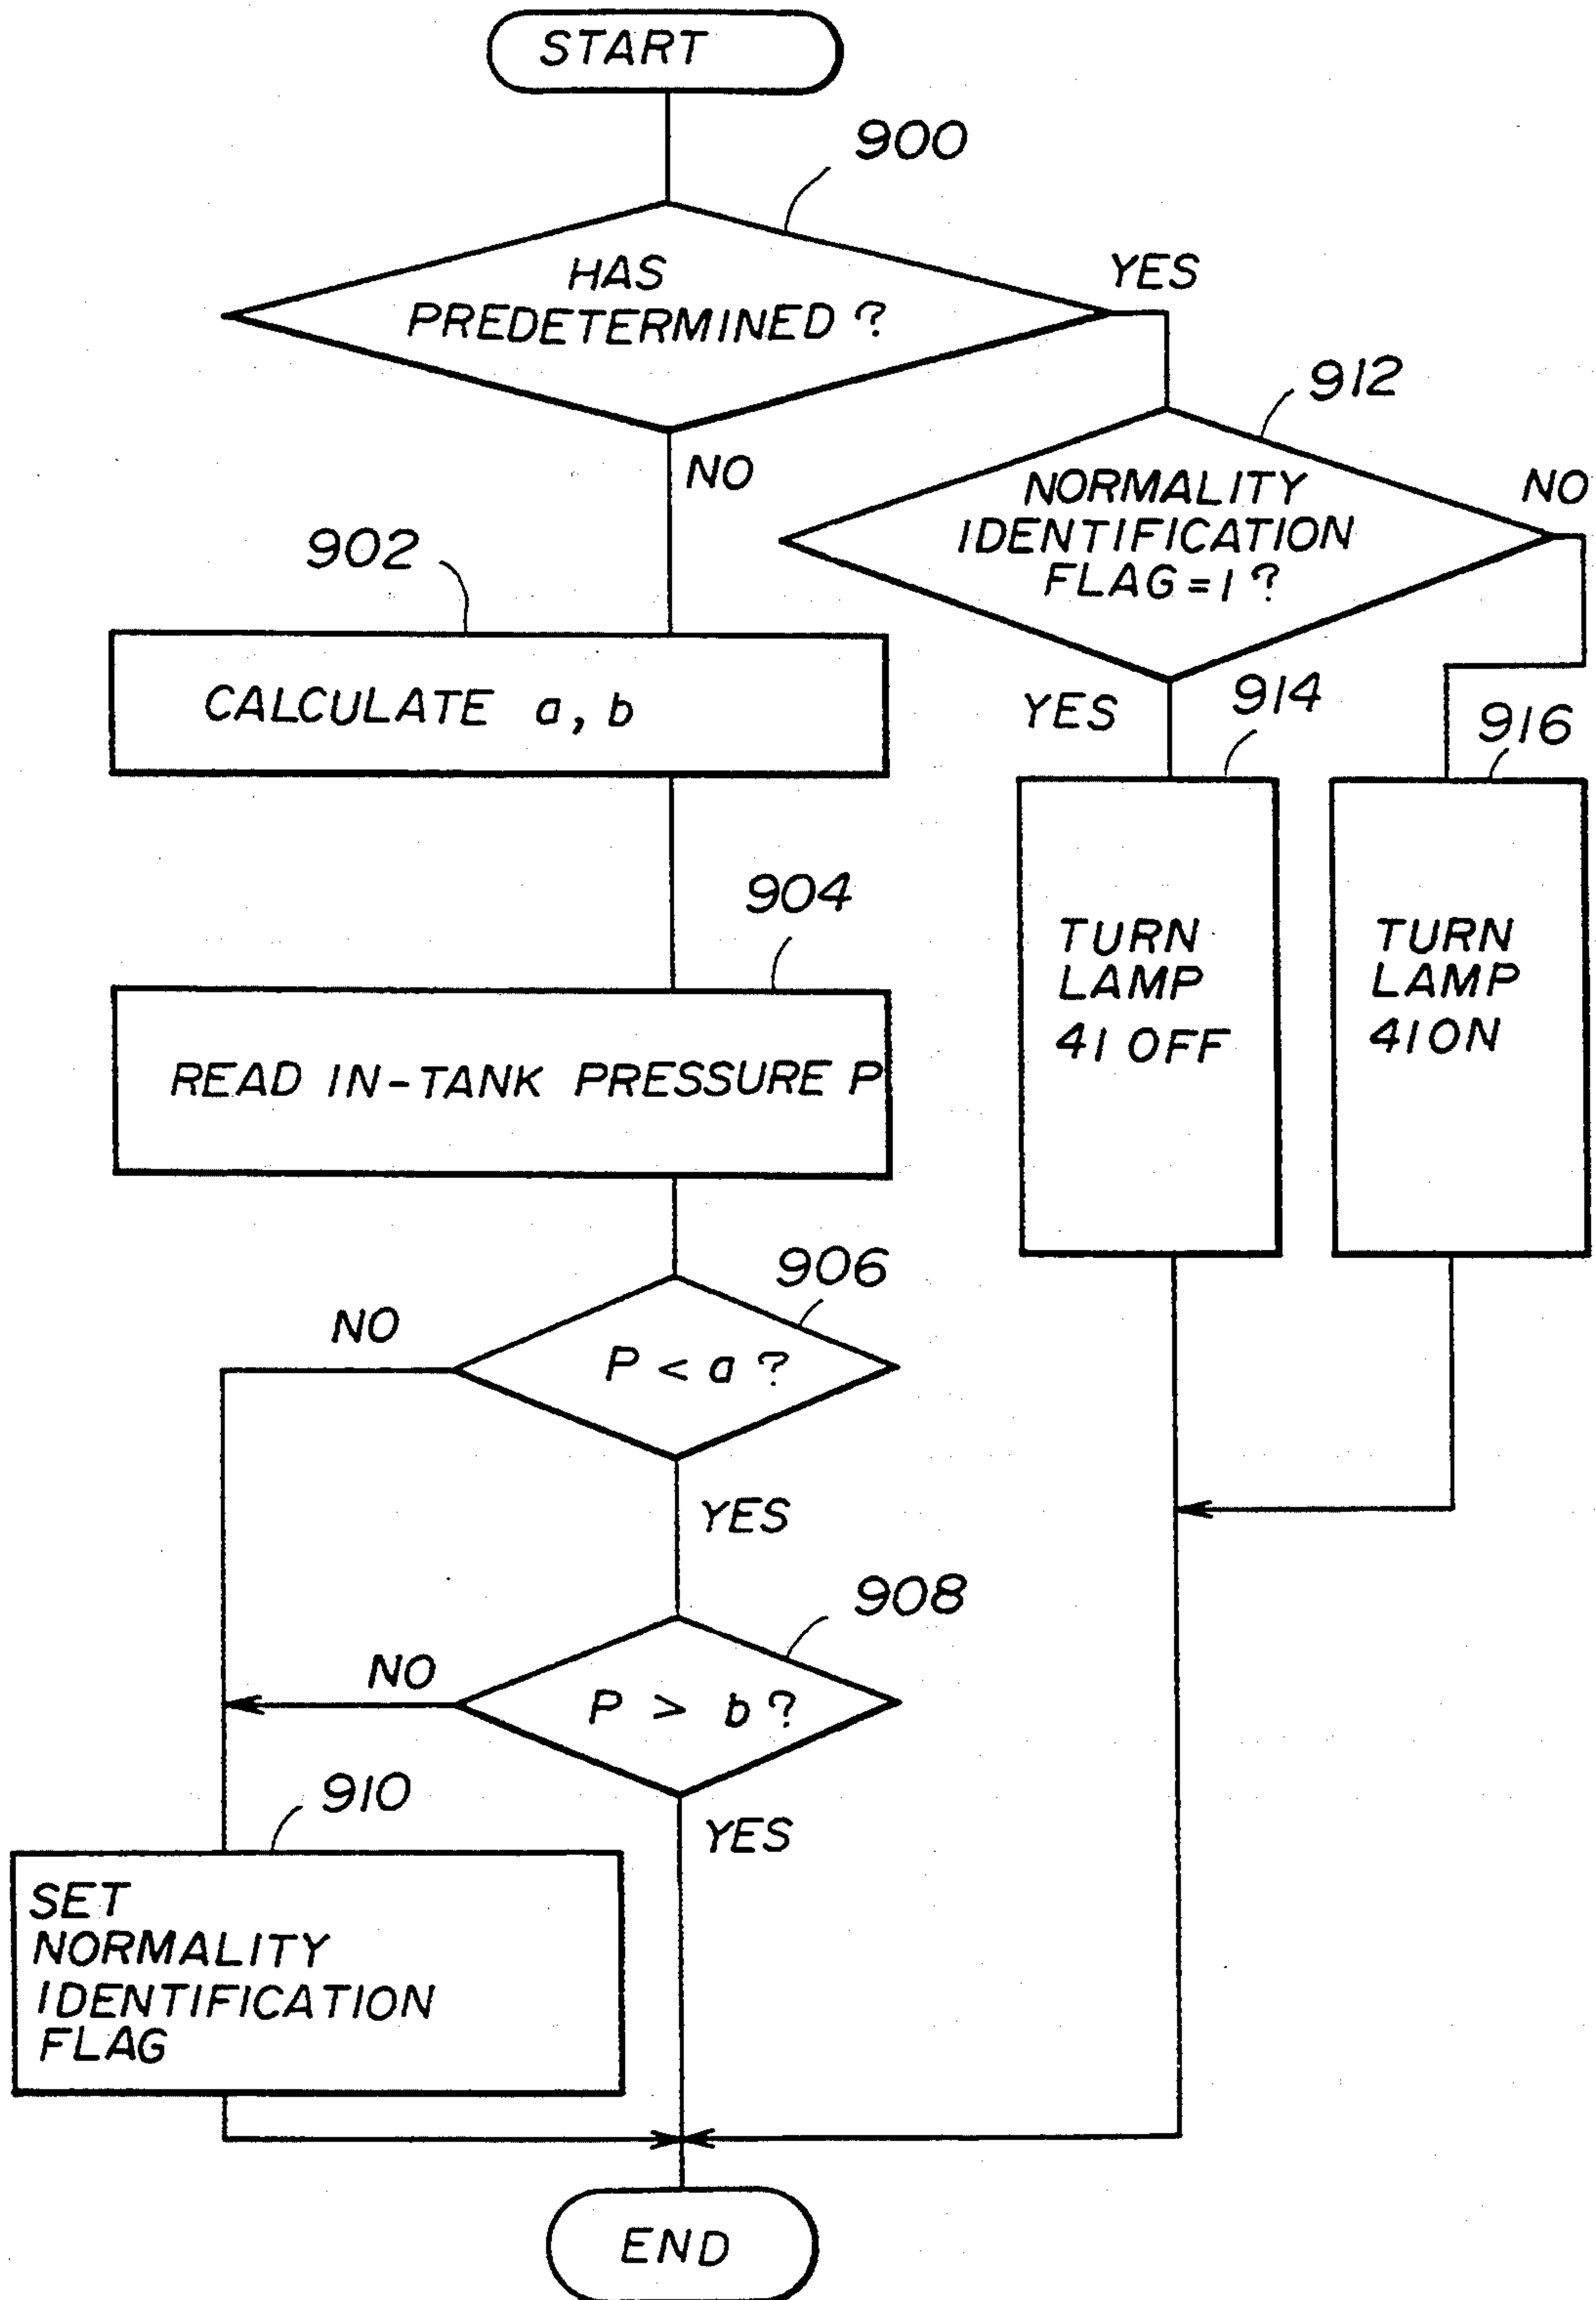 START
900
HAS
PREDETERMINED ?
YES
NO
912
NORMALITY
IDENTIFICATION
FLAG = 1 ?
NO
YES
902
CALCULATE a, b
914
TURN
LAMP
41 OFF
916
TURN
LAMP
41 ON
904
READ IN-TANK PRESSURE P
906
P < a ?
NO
YES
908
P > b ?
NO
YES
910
SET
NORMALITY
IDENTIFICATION
FLAG
END